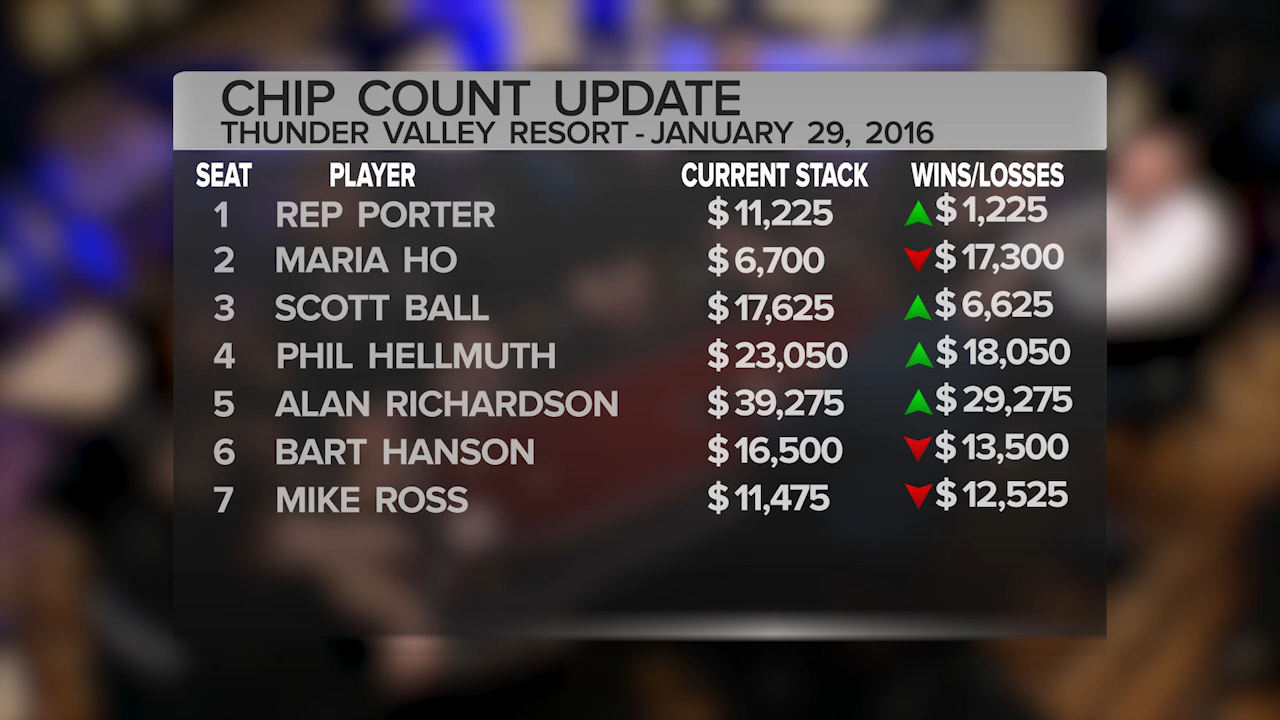 CHIP COUNT UPDATE
THUNDER VALLEY RESORT - JANUARY 29, 2016
SEAT PLAYER CURRENT STACK WINS/LOSSES
1 REP PORTER $ 11,225 $ 1,225
2 MARIA HO $ 6,700 $ 17,300
3 SCOTT BALL $ 17,625 $ 6,625
4 PHIL HELLMUTH $ 23,050 $ 18,050
5 ALAN RICHARDSON $ 39,275 $ 29,275
6 BART HANSON $ 16,500 $ 13,500
7 MIKE ROSS $ 11,475 $ 12,525